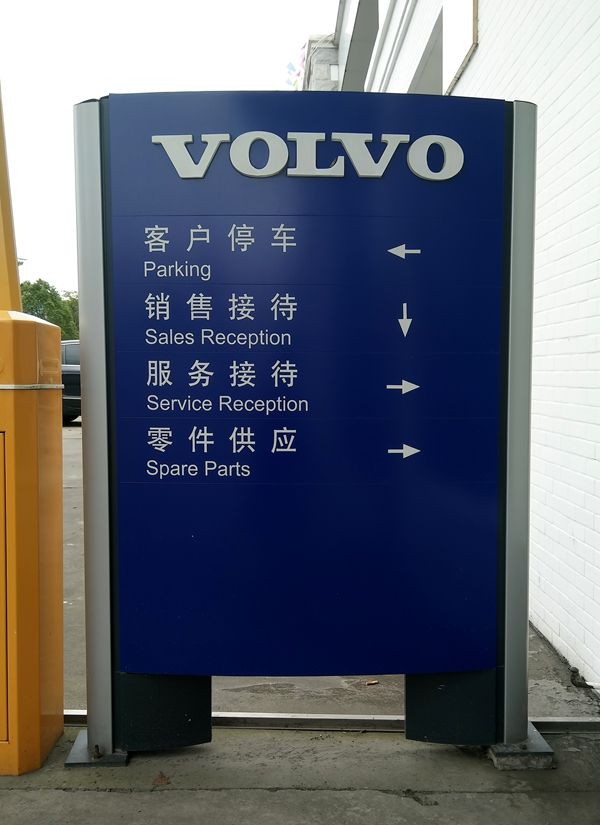 VOLVO
客户停车
Parking
销售接待
Sales Reception
服务接待
Service Reception
零件供应
Spare Parts